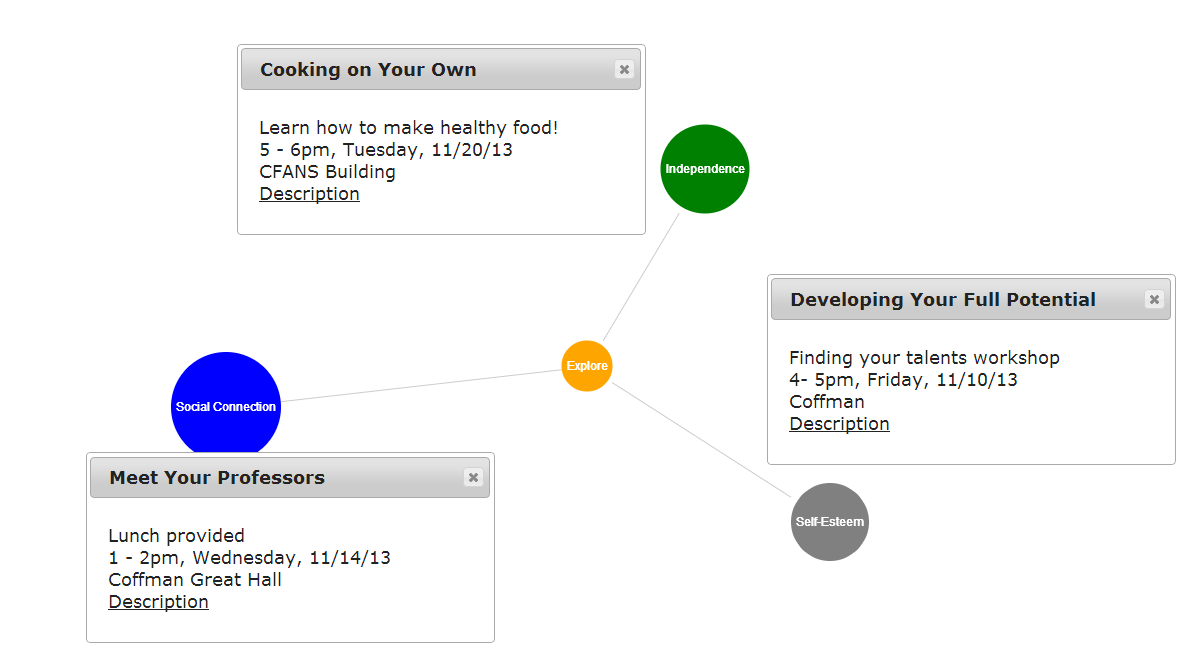 Cooking on Your Own
Learn how to make healthy food!
5 - 6pm, Tuesday, 11/20/13
CFANS Building
Description
Independence
Developing Your Full Potential
Finding your talents workshop
4- 5pm, Friday, 11/10/13
Coffman
Description
Explore
Social Connection
Meet Your Professors
Lunch provided
1 - 2pm, Wednesday, 11/14/13
Coffman Great Hall
Description
Self-Esteem